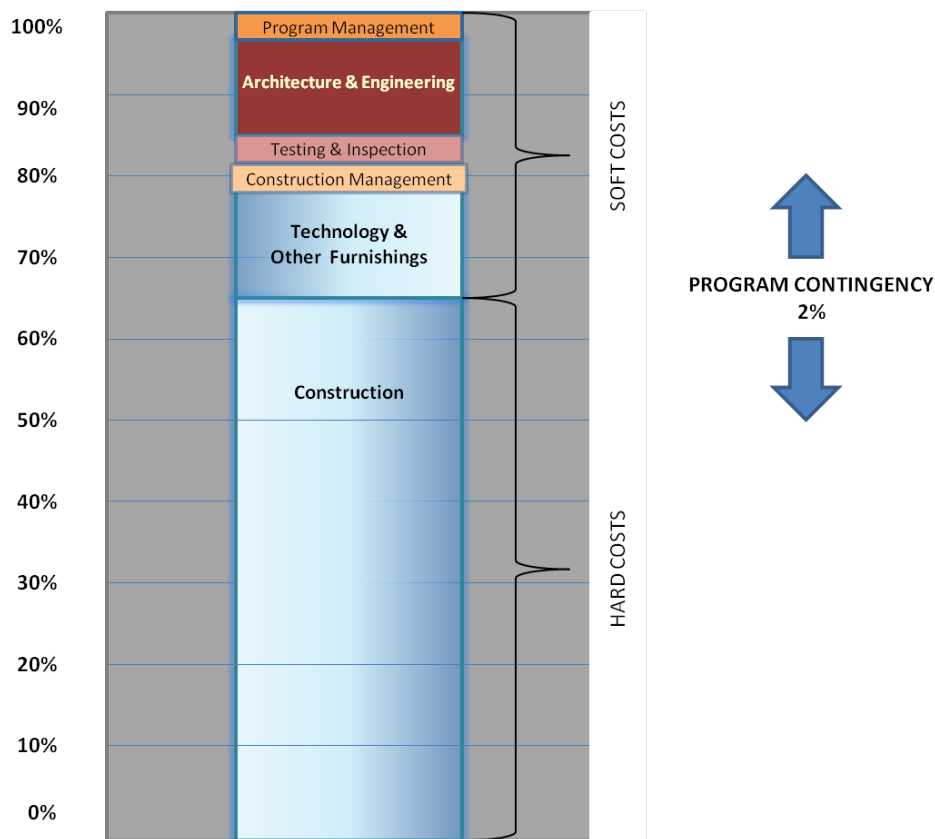 100%
90%
80%
70%
60%
50%
40%
30%
20%
10%
0%
Program Management
Architecture & Engineering
Testing & Inspection
Construction Management
Technology &
Other Furnishings
Construction
SOFT COSTS
HARD COSTS
PROGRAM CONTINGENCY
2%